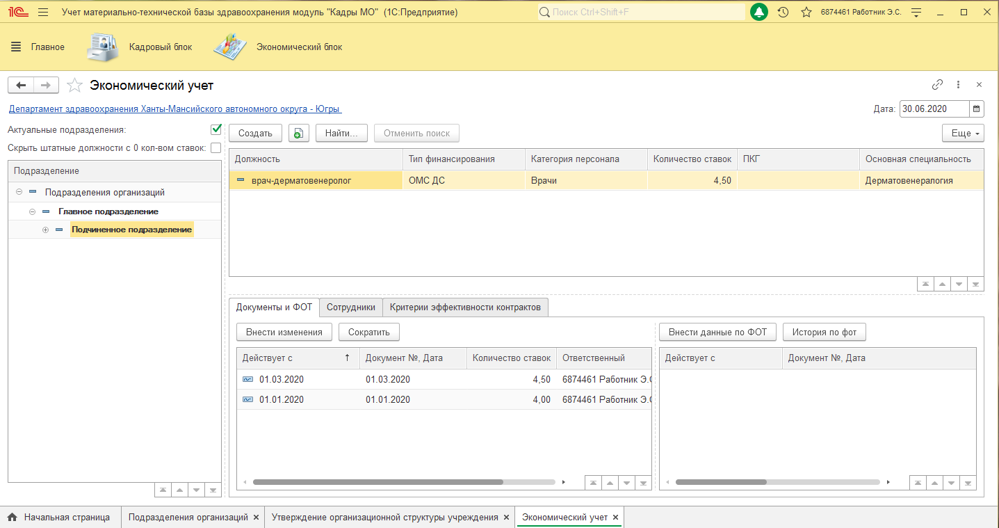 1С Учет материально-технической базы здравоохранения модуль "Кадры МО" (1С:Предприятие) Поиск Ctrl+Shift+F 6874461 Работник Э.С.
Главное Кадровый блок Экономический блок
Экономический учет
Департамент здравоохранения Ханты-Мансийского автономного округа - Югры Дата: 30.06.2020
Актуальные подразделения:
Скрыть штатные должности с 0 кол-вом ставок:
Подразделение
Подразделения организаций
Главное подразделение
Подчиненное подразделение
Создать Найти... Отменить поиск Еще
Должность Тип финансирования Категория персонала Количество ставок ПКГ Основная специальность
врач-дерматовенеролог ОМС ДС Врачи 4,50 Дерматовенералогия
Документы и ФОТ Сотрудники Критерии эффективности контрактов
Внести изменения Сократить
Действует с Документ №, Дата Количество ставок Ответственный
01.03.2020 01.03.2020 4,50 6874461 Работник Э.С
01.01.2020 01.01.2020 4,00 6874461 Работник Э.С
Внести данные по ФОТ История по фот
Действует с Документ №, Дата
Начальная страница Подразделения организаций Утверждение организационной структуры учреждения Экономический учет